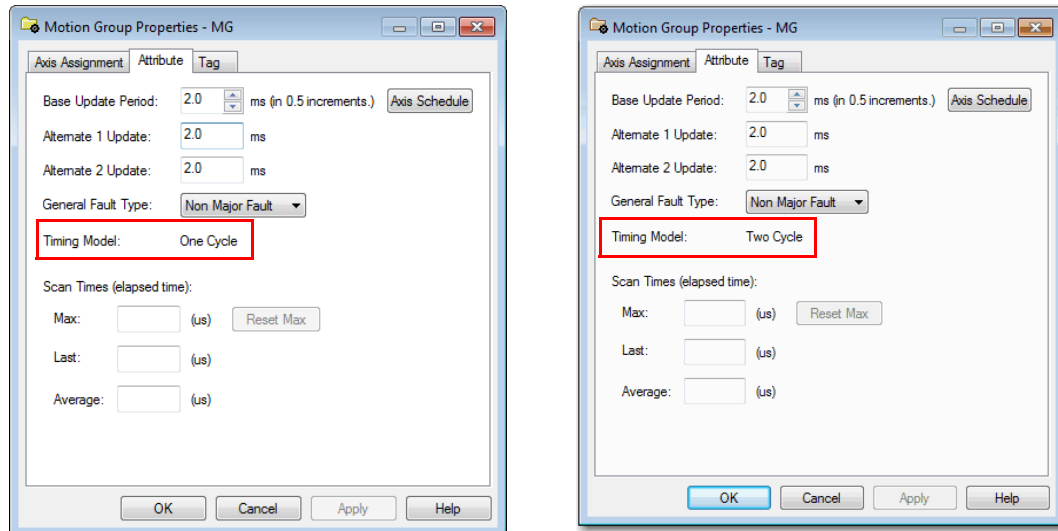 Motion Group Properties - MG
Axis Assignment Attribute Tag
Base Update Period: 2.0 ms (in 0.5 increments.) Axis Schedule
Alternate 1 Update: 2.0 ms
Alternate 2 Update: 2.0 ms
General Fault Type: Non Major Fault
Timing Model: One Cycle
Scan Times (elapsed time):
Max: (us) Reset Max
Last: (us)
Average: (us)
OK Cancel Apply Help
Motion Group Properties - MG
Axis Assignment Attribute Tag
Base Update Period: 2.0 ms (in 0.5 increments.) Axis Schedule
Alternate 1 Update: 2.0 ms
Alternate 2 Update: 2.0 ms
General Fault Type: Non Major Fault
Timing Model: Two Cycle
Scan Times (elapsed time):
Max: (us) Reset Max
Last: (us)
Average: (us)
OK Cancel Apply Help